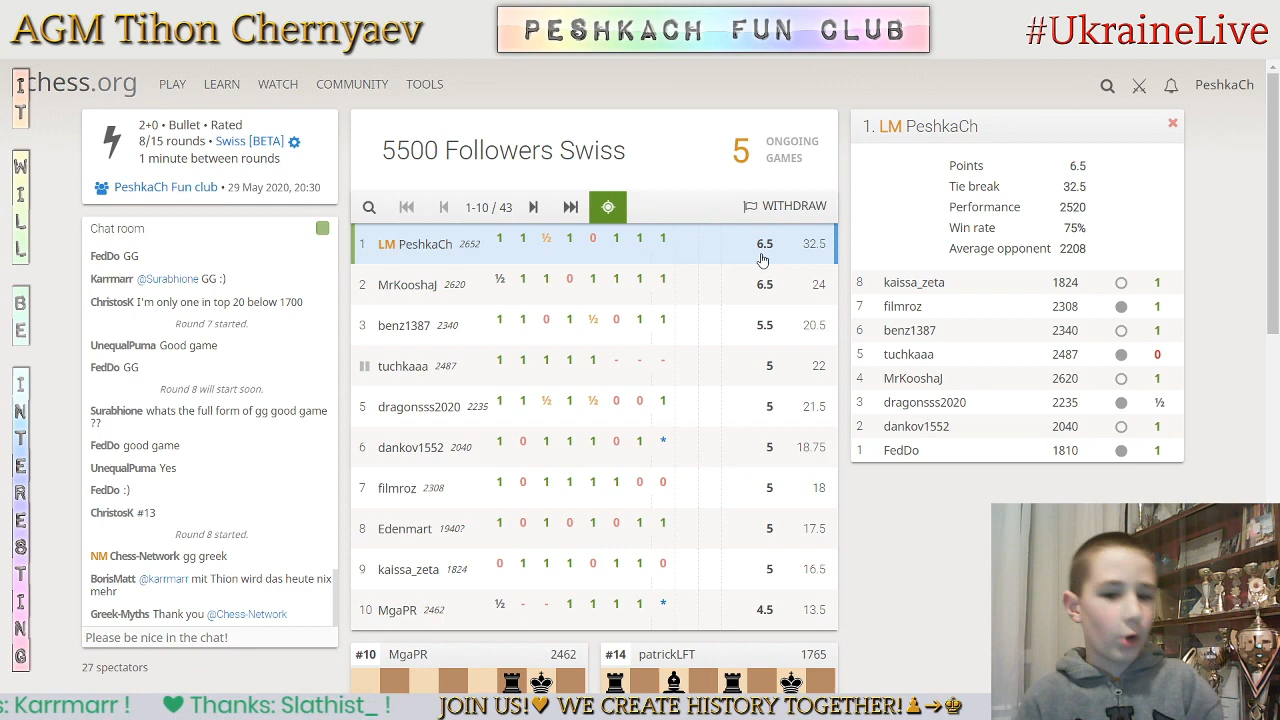 AGM Tihon Chernyaev
PESHKACH FUN CLUB
#UkraineLive
IT WILL BE INTERESTING
chess.org PLAY LEARN WATCH COMMUNITY TOOLS PeshkaCh
2+0 • Bullet • Rated
8/15 rounds • Swiss [BETA]
1 minute between rounds
PeshkaCh Fun club • 29 May 2020, 20:30
Chat room
FedDo GG
Karrmarr @Surabhione GG :)
ChristosK I'm only one in top 20 below 1700
Round 7 started.
UnequalPuma Good game
FedDo GG
Round 8 will start soon.
Surabhione whats the full form of gg good game
??
FedDo good game
UnequalPuma Yes
FedDo :)
ChristosK #13
Round 8 started.
NM Chess-Network gg greek
BorisMatt @karrmarr mit Thion wird das heute nix
mehr
Greek-Myths Thank you @Chess-Network
Please be nice in the chat!
27 spectators
5500 Followers Swiss 5 ONGOING
GAMES
1-10 / 43 WITHDRAW
1 LM PeshkaCh 2652 1 1 ½ 1 0 1 1 1 6.5 32.5
2 MrKooshaJ 2620 ½ 1 1 0 1 1 1 1 6.5 24
3 benz1387 2340 1 1 0 1 ½ 0 1 1 5.5 20.5
tuchkaaa 2487 1 1 1 1 1 - - - 5 22
5 dragonsss2020 2235 1 1 ½ 1 ½ 0 0 1 5 21.5
6 dankov1552 2040 1 0 1 1 1 0 1 * 5 18.75
7 filmroz 2308 1 0 1 1 1 1 0 0 5 18
8 Edenmart 1940? 1 0 1 0 1 0 1 1 5 17.5
9 kaissa_zeta 1824 0 1 1 1 0 1 1 0 5 16.5
10 MgaPR 2462 ½ - - 1 1 1 1 * 4.5 13.5
#10 MgaPR 2462
#14 patrickLFT 1765
1. LM PeshkaCh
Points 6.5
Tie break 32.5
Performance 2520
Win rate 75%
Average opponent 2208
8 kaissa_zeta 1824 1
7 filmroz 2308 1
6 benz1387 2340 1
5 tuchkaaa 2487 0
4 MrKooshaJ 2620 1
3 dragonsss2020 2235 ½
2 dankov1552 2040 1
1 FedDo 1810 1
s: Karrmarr ! Thanks: Slathist_ ! JOIN US! WE CREATE HISTORY TOGETHER!